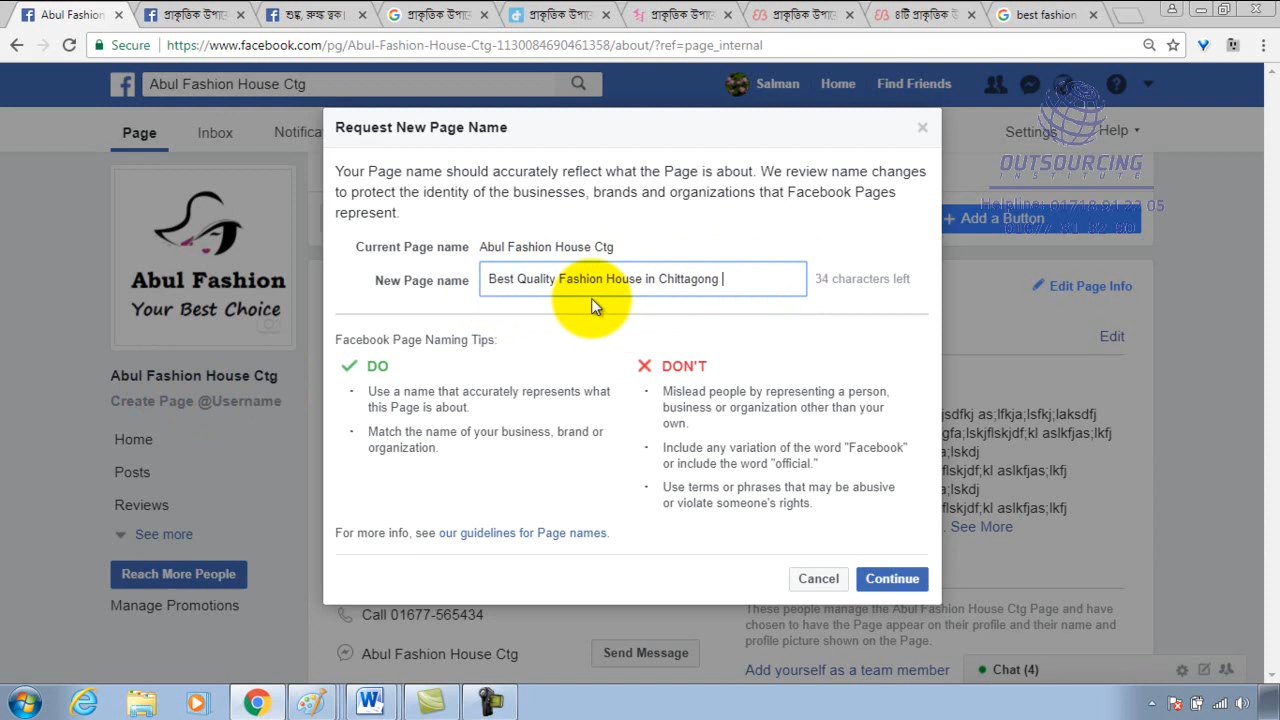 Abul Fashion
প্রাকৃতিক উপা
শুষ্ক, রুক্ষ ত্বক।
প্রাকৃতিক উপাে
প্রাকৃতিক উপাে
প্রাকৃতিক উপাে
প্রাকৃতিক উপাে
৪টি প্রাকৃতিক উ
best fashion
Secure
https://www.facebook.com/pg/Abul-Fashion-House-Ctg-1130084690461358/about/?ref=page_internal
Abul Fashion House Ctg
Salman
Home
Find Friends
Page
Inbox
Notifica
Settings
Help
OUTSOURCING
INSTITUTE
+ Add a Button
Request New Page Name
Your Page name should accurately reflect what the Page is about. We review name changes
to protect the identity of the businesses, brands and organizations that Facebook Pages
represent.
Current Page name Abul Fashion House Ctg
New Page name Best Quality Fashion House in Chittagong 34 characters left
Facebook Page Naming Tips:
DO
Use a name that accurately represents what
this Page is about.
Match the name of your business, brand or
organization.
DON'T
Mislead people by representing a person,
business or organization other than your
own.
Include any variation of the word "Facebook"
or include the word "official."
Use terms or phrases that may be abusive
or violate someone's rights.
For more info, see our guidelines for Page names.
Cancel
Continue
Abul Fashion
Your Best Choice
Abul Fashion House Ctg
Create Page @Username
Home
Posts
Reviews
See more
Reach More People
Manage Promotions
Edit Page Info
Edit
See More
Call 01677-565434
Abul Fashion House Ctg
Send Message
These people manage the Abul Fashion House Ctg Page and have
chosen to have the Page appear on their profile and their name and
profile picture shown on the Page.
Add yourself as a team member
Chat (4)